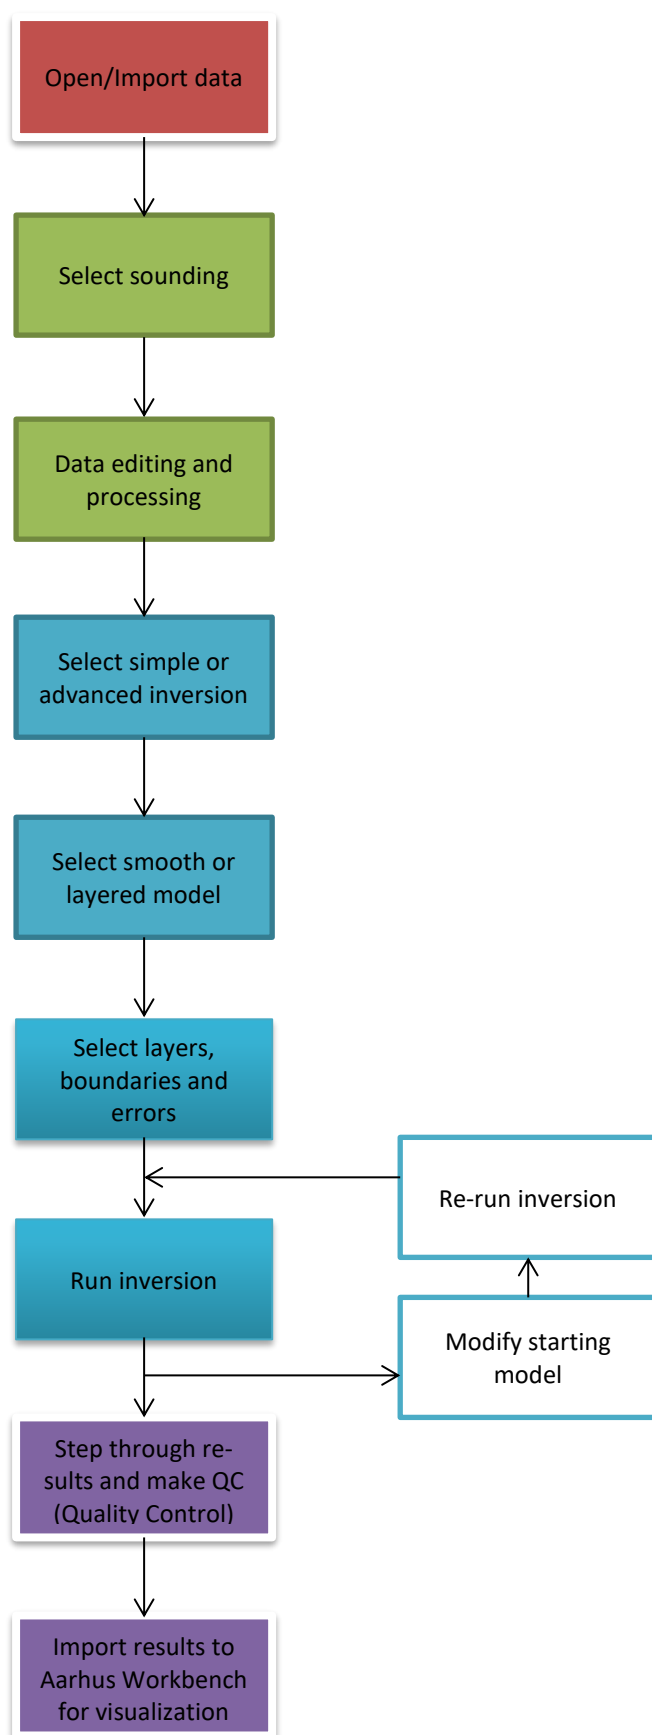 Open/Import data
Select sounding
Data editing and
processing
Select simple or
advanced inversion
Select smooth or
layered model
Select layers,
boundaries and
errors
Re-run inversion
Run inversion
Modify starting
model
Step through re-
sults and make QC
(Quality Control)
Import results to
Aarhus Workbench
for visualization